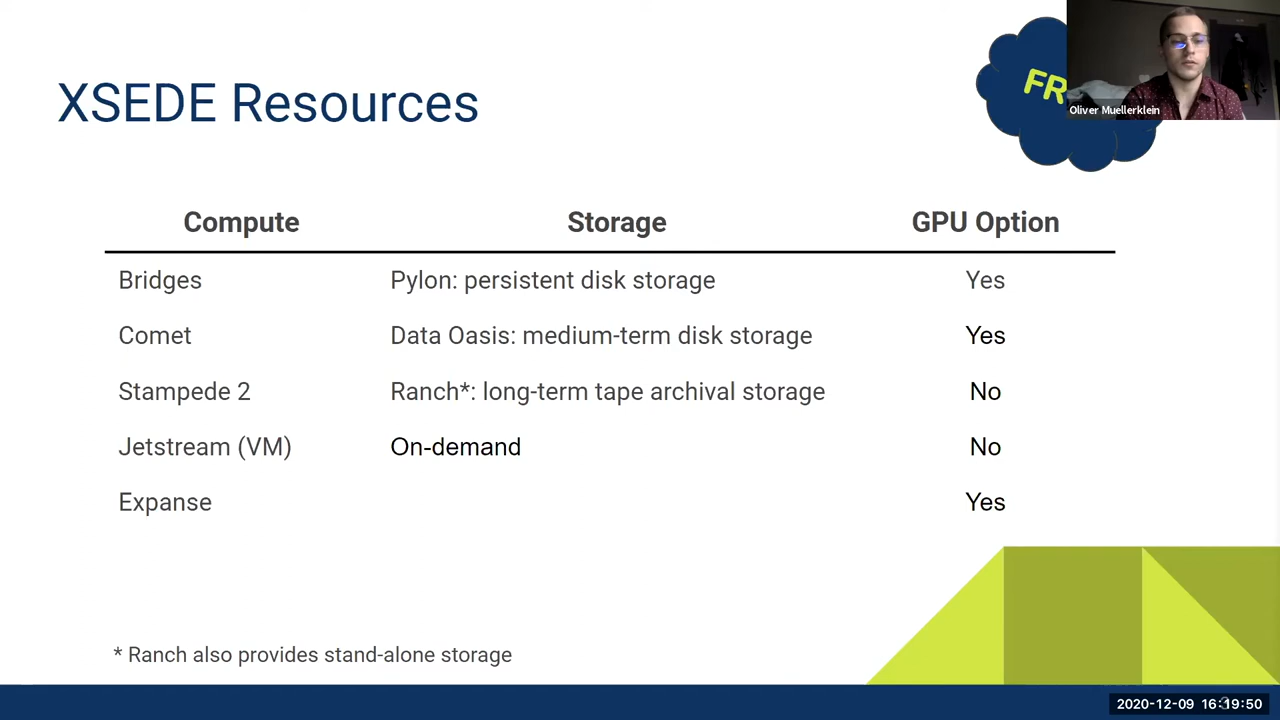 XSEDE Resources
FR
Oliver Muellerklein
Compute Storage GPU Option
Bridges Pylon: persistent disk storage Yes
Comet Data Oasis: medium-term disk storage Yes
Stampede 2 Ranch*: long-term tape archival storage No
Jetstream (VM) On-demand No
Expanse Yes
* Ranch also provides stand-alone storage
2020-12-09 16:19:50